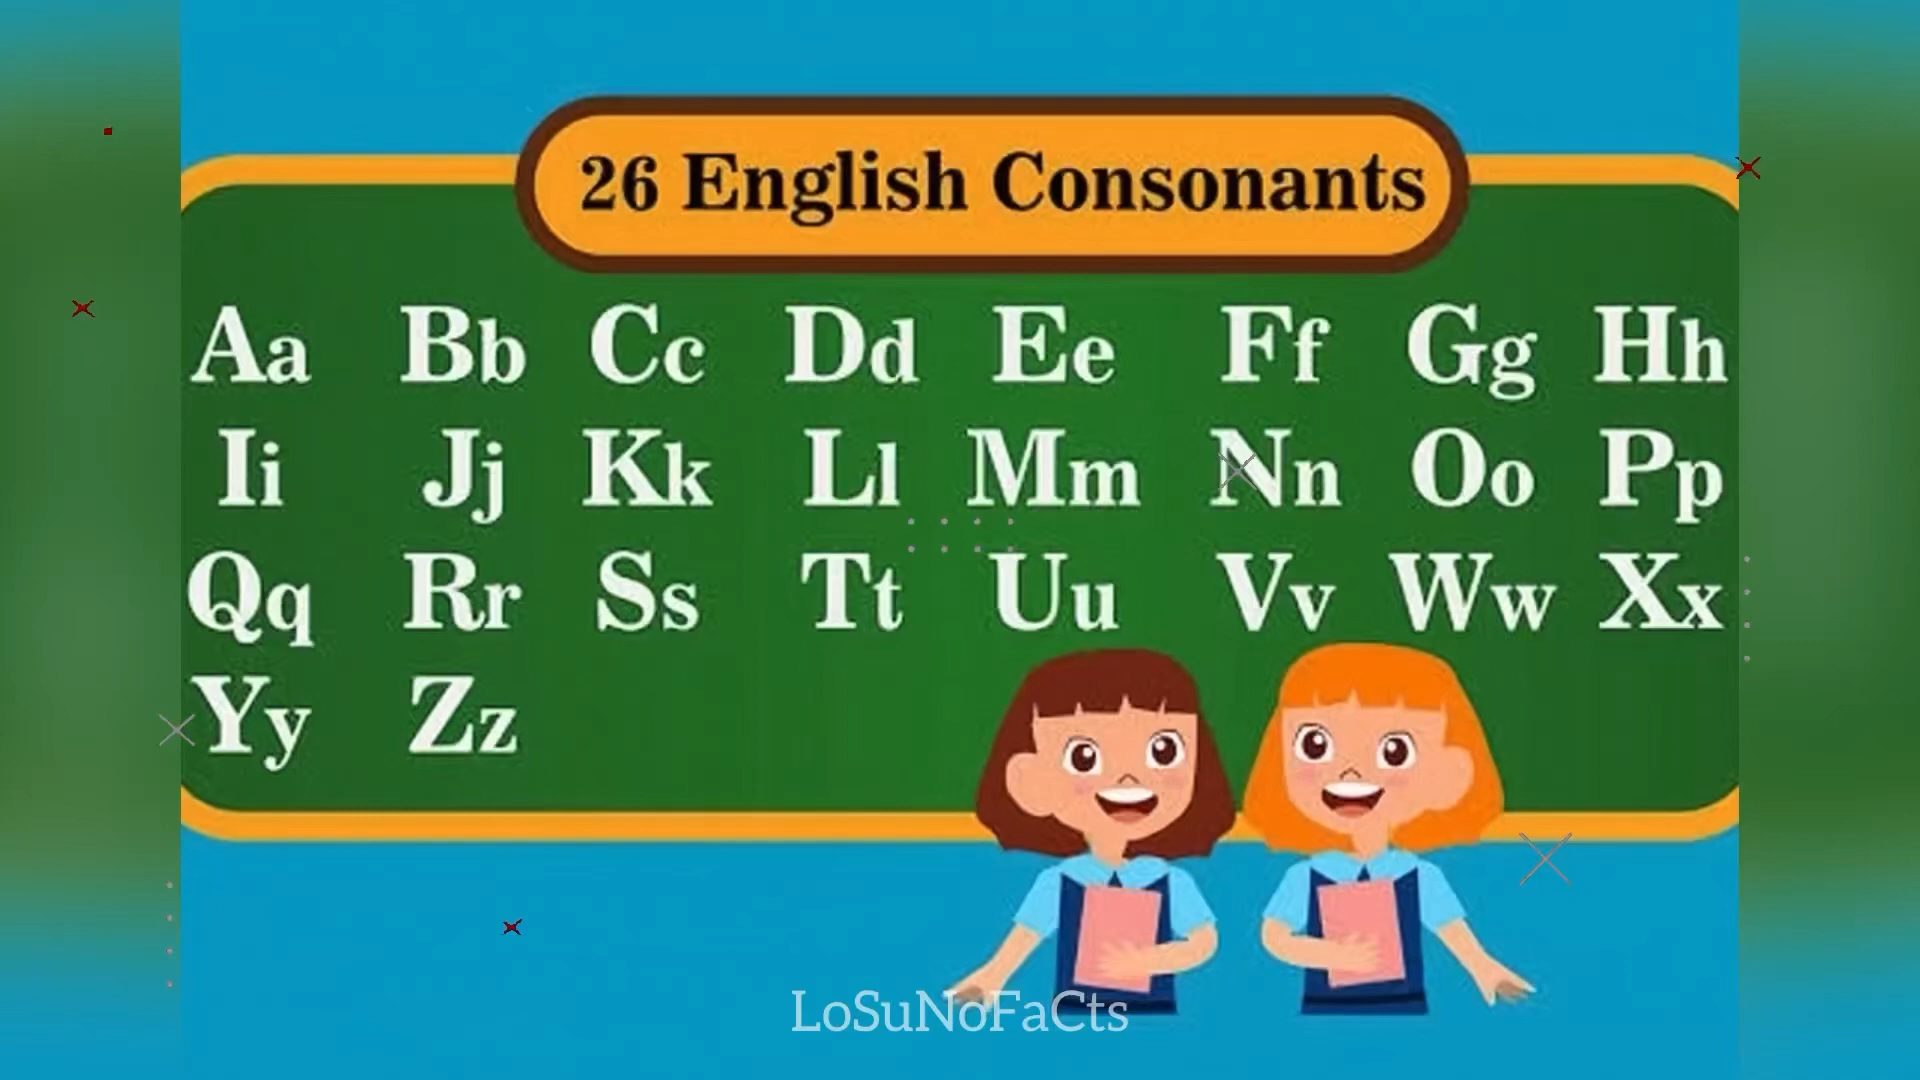 26 English Consonants
Aa Bb Cc Dd Ee Ff Gg Hh
Ii Jj Kk Ll Mm Nn Oo Pp
Qq Rr Ss Tt Uu Vv Ww Xx
Yy Zz
LoSuNoFaCts